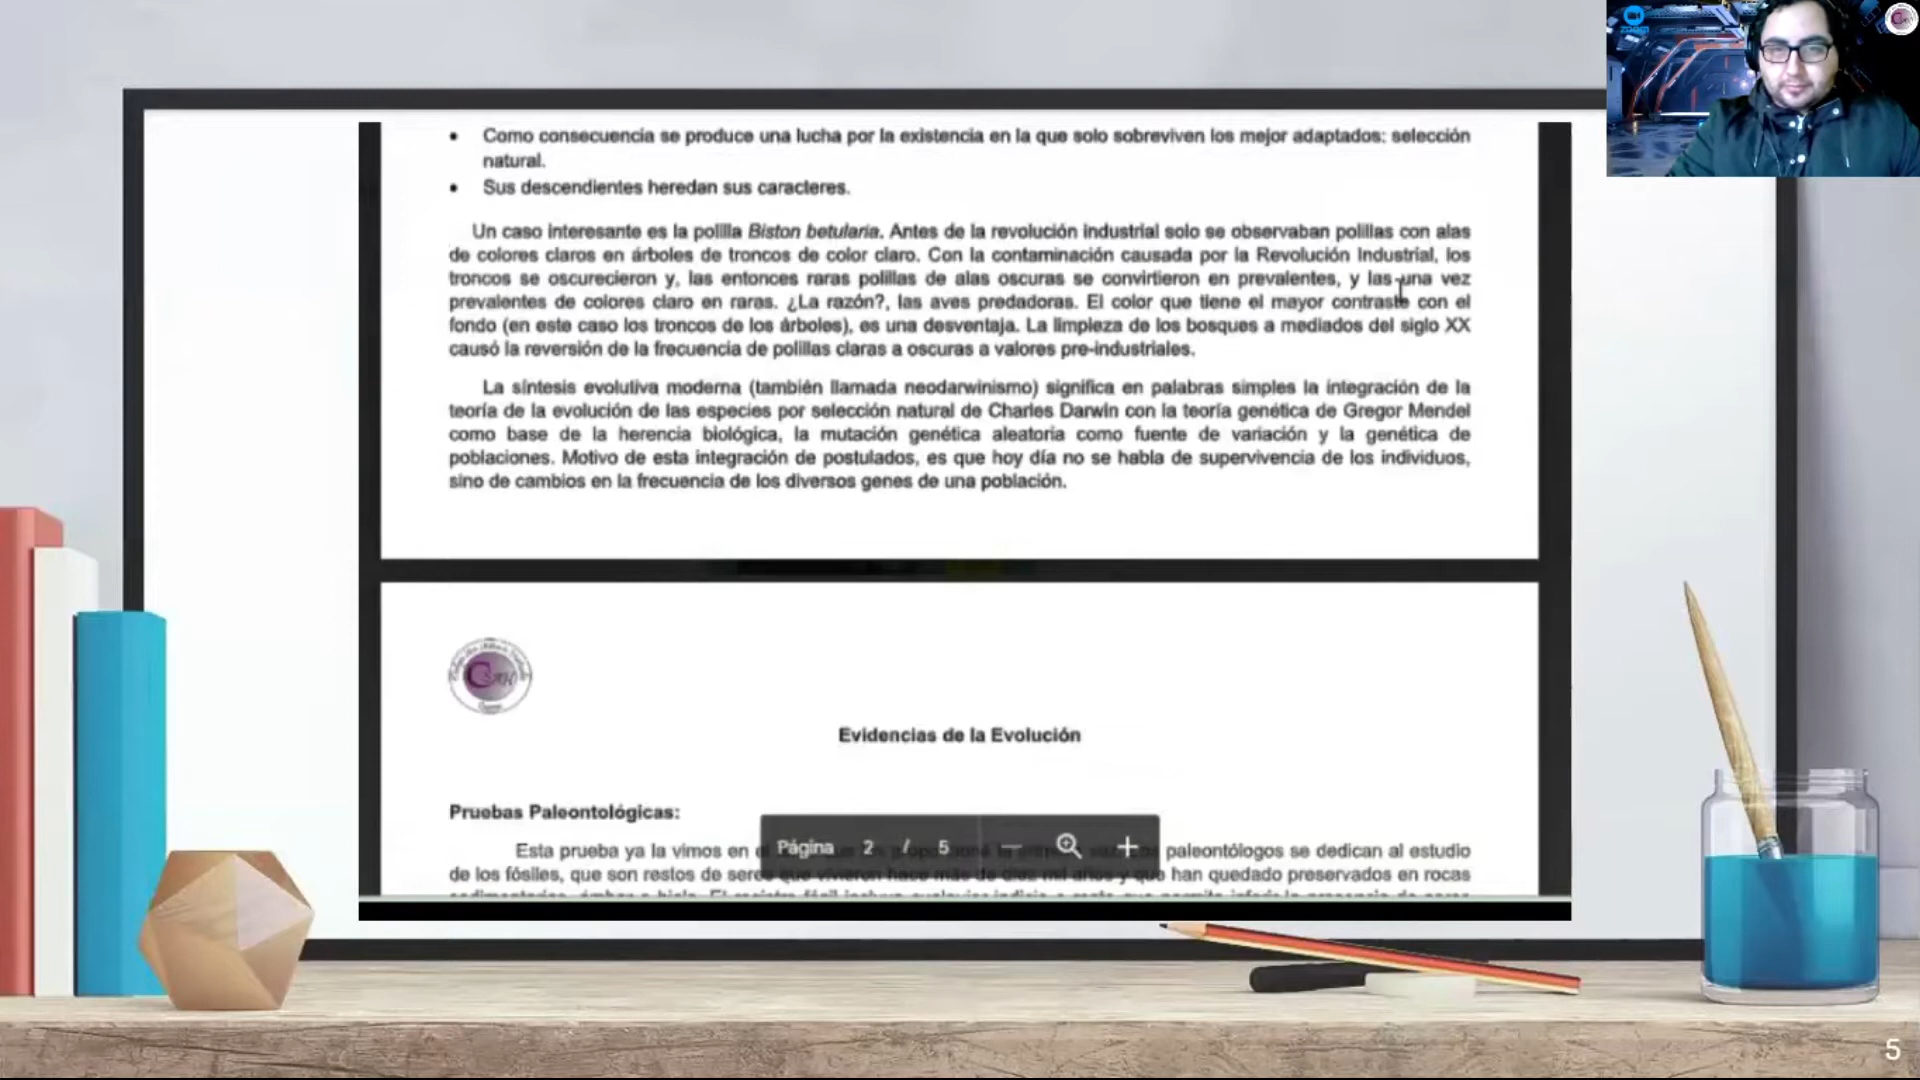 zoom
• Como consecuencia se produce una lucha por la existencia en la que solo sobreviven los mejor adaptados: selección
natural.
• Sus descendientes heredan sus caracteres.
Un caso interesante es la polilla Biston betularia. Antes de la revolución industrial solo se observaban polillas con alas
de colores claros en árboles de troncos de color claro. Con la contaminación causada por la Revolución Industrial, los
troncos se oscurecieron y, las entonces raras polillas de alas oscuras se convirtieron en prevalentes, y las una vez
prevalentes de colores claro en raras. ¿La razón?, las aves predadoras. El color que tiene el mayor contraste con el
fondo (en este caso los troncos de los árboles), es una desventaja. La limpieza de los bosques a mediados del siglo XX
causó la reversión de la frecuencia de polillas claras a oscuras a valores pre-industriales.
La síntesis evolutiva moderna (también llamada neodarwinismo) significa en palabras simples la integración de la
teoría de la evolución de las especies por selección natural de Charles Darwin con la teoría genética de Gregor Mendel
como base de la herencia biológica, la mutación genética aleatoria como fuente de variación y la genética de
poblaciones. Motivo de esta integración de postulados, es que hoy día no se habla de supervivencia de los individuos,
sino de cambios en la frecuencia de los diversos genes de una población.
Evidencias de la Evolución
Pruebas Paleontológicas:
Esta prueba ya la vimos en paleontólogos se dedican al estudio
Página 2 / 5
de los fósiles, que son restos de seres que vivieron hace más de diez mil años y que han quedado preservados en rocas
5